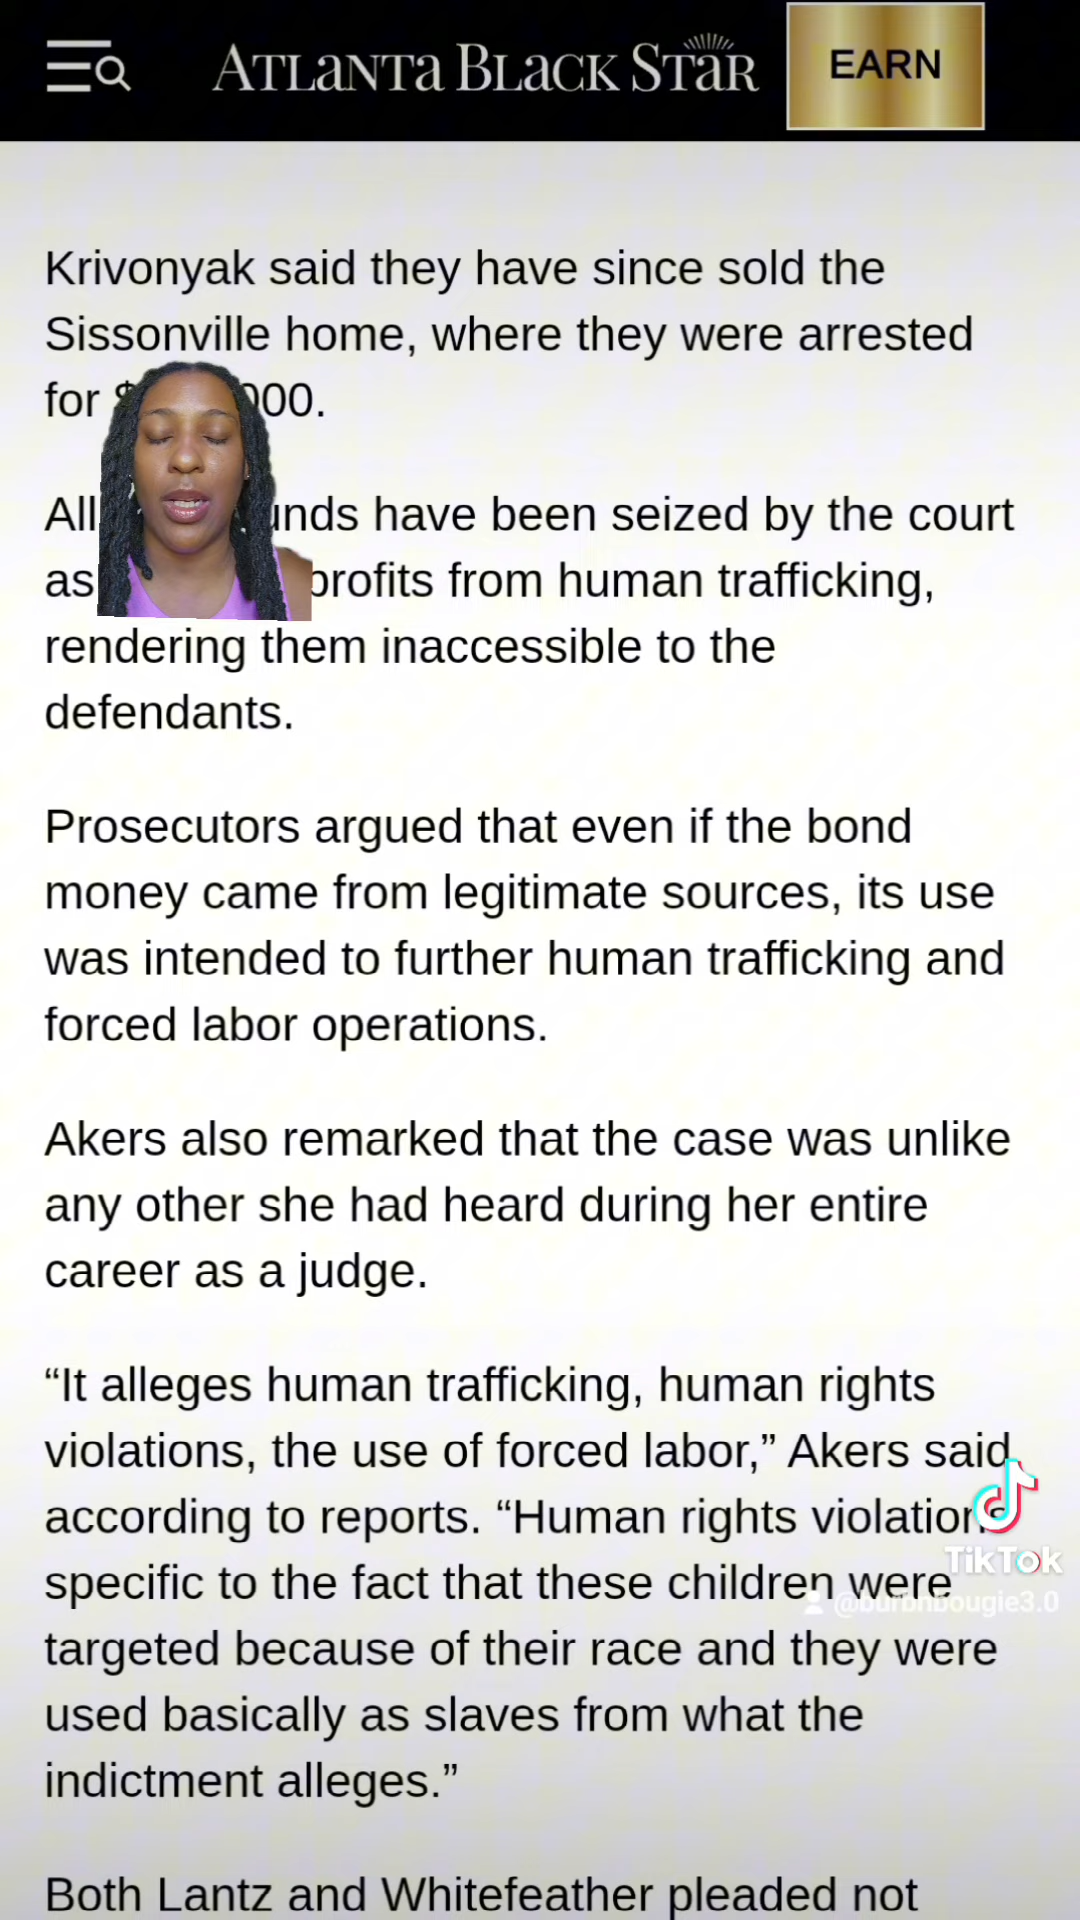 ATLANTA BLACK STAR
EARN
Krivonyak said they have since sold the
Sissonville home, where they were arrested
for 000.
All have been seized by the court
as profits from human trafficking,
rendering them inaccessible to the
defendants.
Prosecutors argued that even if the bond
money came from legitimate sources, its use
was intended to further human trafficking and
forced labor operations.
Akers also remarked that the case was unlike
any other she had heard during her entire
career as a judge.
“It alleges human trafficking, human rights
violations, the use of forced labor,” Akers said
according to reports. “Human rights violations
specific to the fact that these children were
targeted because of their race and they were
used basically as slaves from what the
indictment alleges.”
Both Lantz and Whitefeather pleaded not
TikTok
@burbnbougie3.0